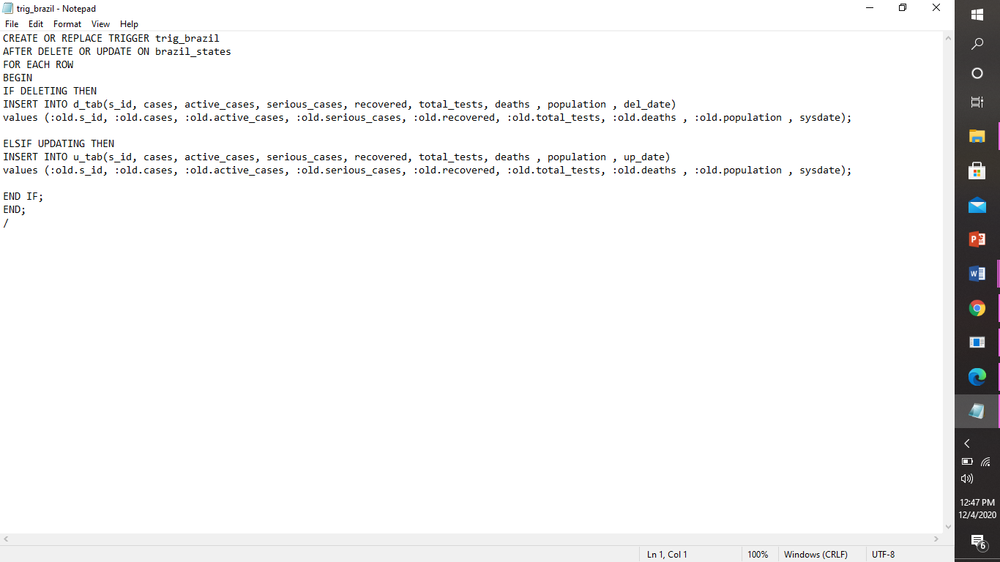 trig_brazil - Notepad
File Edit Format View Help
CREATE OR REPLACE TRIGGER trig_brazil
AFTER DELETE OR UPDATE ON brazil_states
FOR EACH ROW
BEGIN
IF DELETING THEN
INSERT INTO d_tab(s_id, cases, active_cases, serious_cases, recovered, total_tests, deaths , population , del_date)
values (:old.s_id, :old.cases, :old.active_cases, :old.serious_cases, :old.recovered, :old.total_tests, :old.deaths , :old.population , sysdate);
ELSIF UPDATING THEN
INSERT INTO u_tab(s_id, cases, active_cases, serious_cases, recovered, total_tests, deaths , population , up_date)
values (:old.s_id, :old.cases, :old.active_cases, :old.serious_cases, :old.recovered, :old.total_tests, :old.deaths , :old.population , sysdate);
END IF;
END;
/
Ln 1, Col 1 100% Windows (CRLF) UTF-8
P
W
12:47 PM
12/4/2020
6